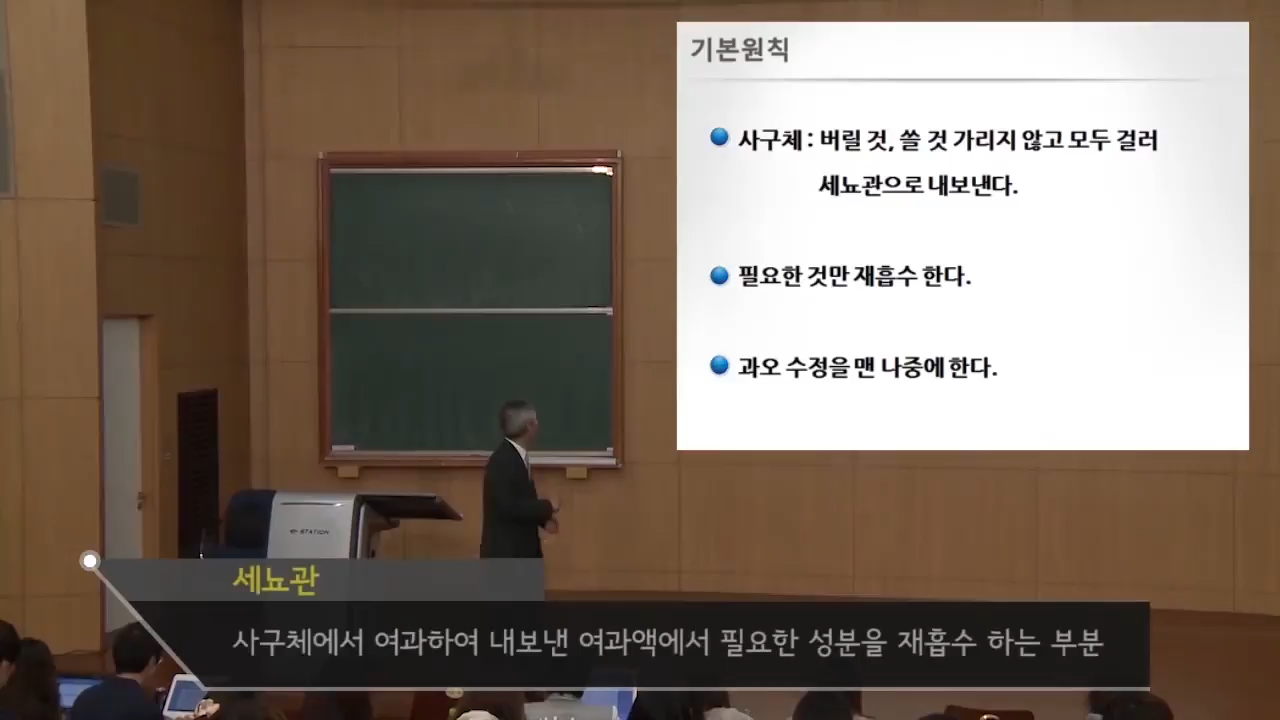 기본원칙
사구체 : 버릴 것, 쓸 것 가리지 않고 모두 걸러
세뇨관으로 내보낸다.
필요한 것만 재흡수 한다.
과오 수정을 맨 나중에 한다.
STATION
세뇨관
사구체에서 여과하여 내보낸 여과액에서 필요한 성분을 재흡수 하는 부분